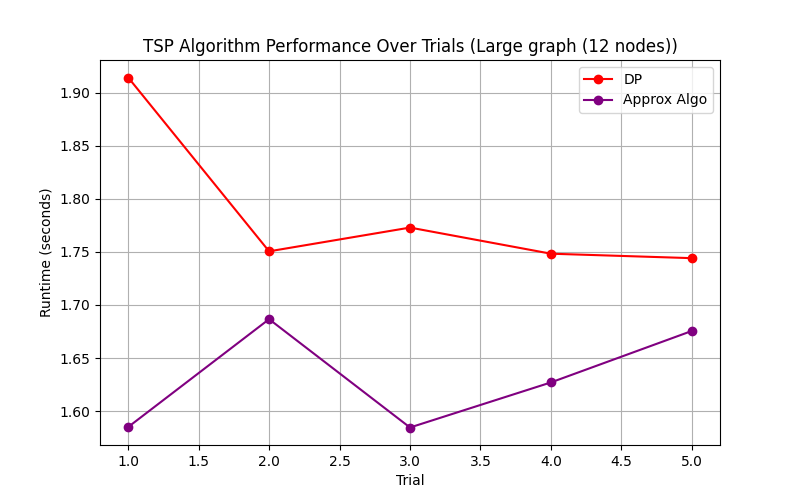 TSP Algorithm Performance Over Trials (Large graph (12 nodes))
DP
Approx Algo
Runtime (seconds)
1.90
1.85
1.80
1.75
1.70
1.65
1.60
1.0 1.5 2.0 2.5 3.0 3.5 4.0 4.5 5.0
Trial